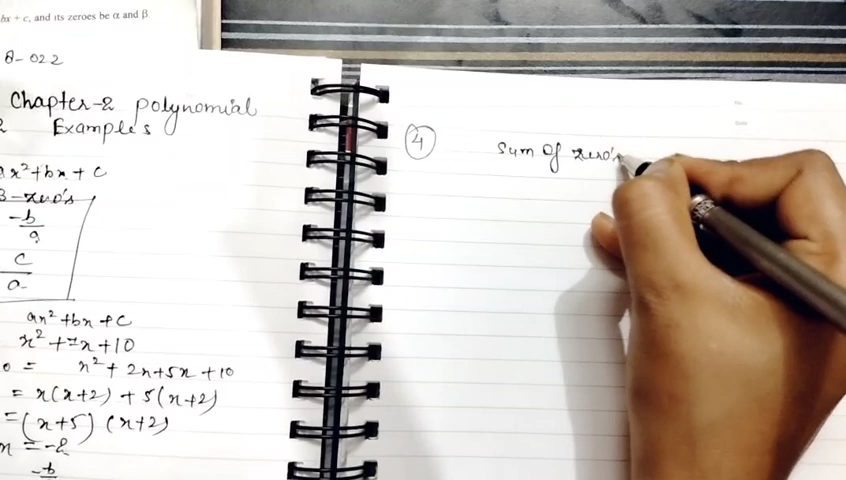 bx + c, and its zeroes be α and β
8-022
Chapter-2 polynomial
Examples
ax² + bx + c
β-zero's
-b
a
c
a
ax² + bx + c
x² + 7x + 10
= x² + 2x + 5x + 10
= x(x+2) + 5(x+2)
= (x+5) (x+2)
x = -2
-b
④ sum of zero's